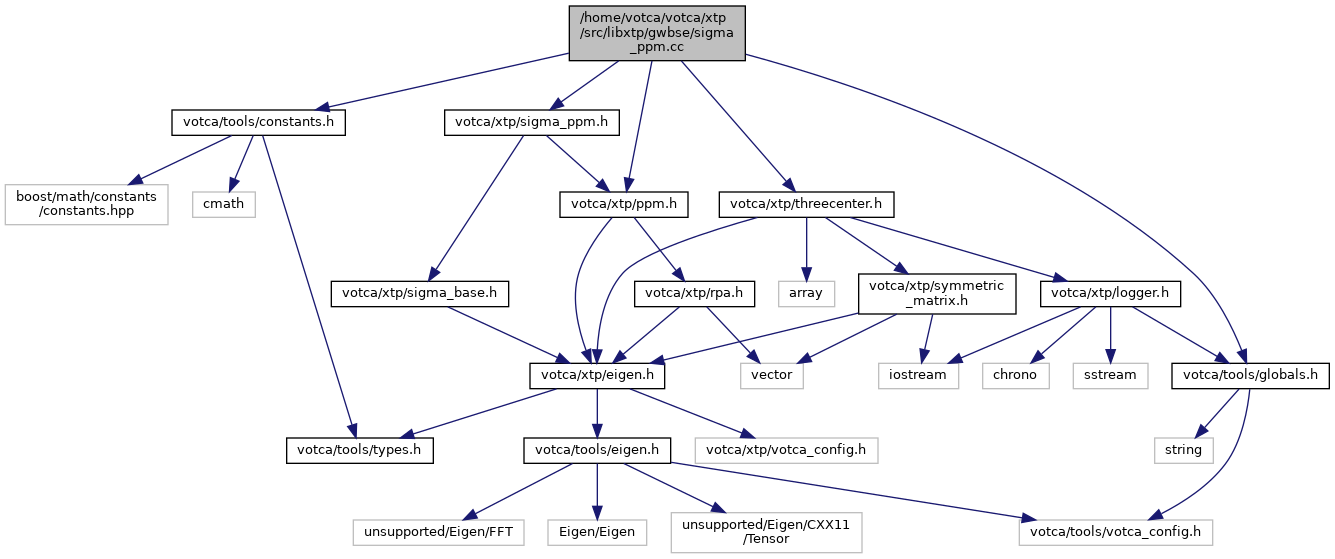 /home/votca/votca/xtp
/src/libxtp/gwbse/sigma
_ppm.cc
votca/tools/constants.h
votca/xtp/sigma_ppm.h
boost/math/constants
/constants.hpp
cmath
votca/xtp/ppm.h
votca/xtp/threecenter.h
votca/xtp/sigma_base.h
votca/xtp/rpa.h
array
votca/xtp/symmetric
_matrix.h
votca/xtp/logger.h
votca/xtp/eigen.h
vector
iostream
chrono
sstream
votca/tools/globals.h
votca/tools/types.h
votca/tools/eigen.h
votca/xtp/votca_config.h
string
unsupported/Eigen/FFT
Eigen/Eigen
unsupported/Eigen/CXX11
/Tensor
votca/tools/votca_config.h